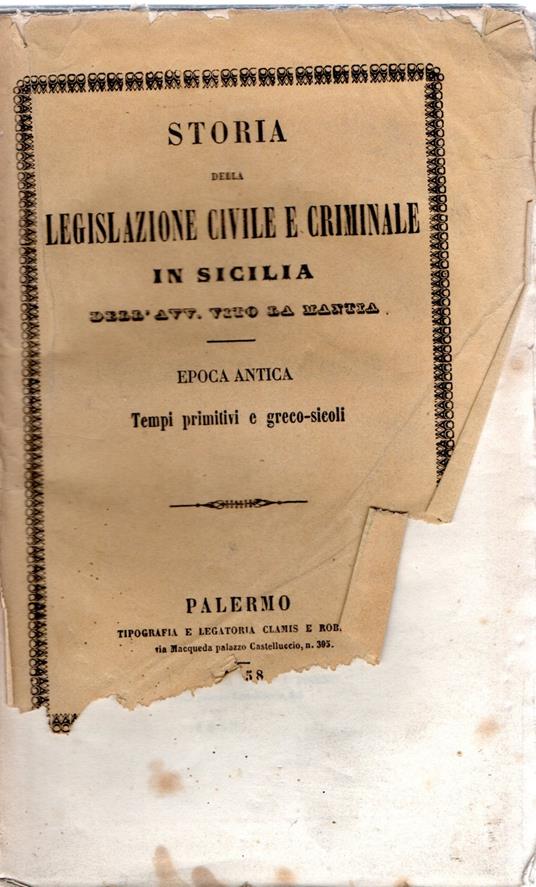 STORIA
DELLA
LEGISLAZIONE CIVILE E CRIMINALE
IN SICILIA
DELL'AVV. VITO LA MANTIA
EPOCA ANTICA
Tempi primitivi e greco-sicoli
PALERMO
TIPOGRAFIA E LEGATORIA CLAMIS E ROB.
via Macqueda palazzo Castelluccio, n. 395.
58